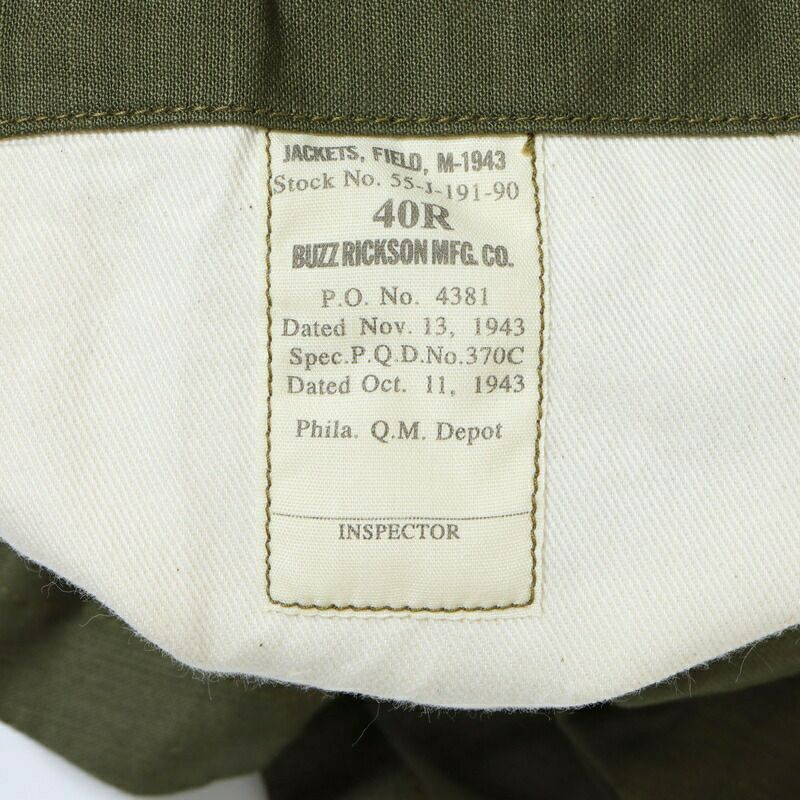 JACKETS, FIELD, M-1943
Stock No. 55-J-191-90
40R
BUZZ RICKSON MFG. CO.
P.O. No. 4381
Dated Nov. 13, 1943
Spec.P.Q.D.No.370C
Dated Oct. 11, 1943
Phila. Q.M. Depot
INSPECTOR